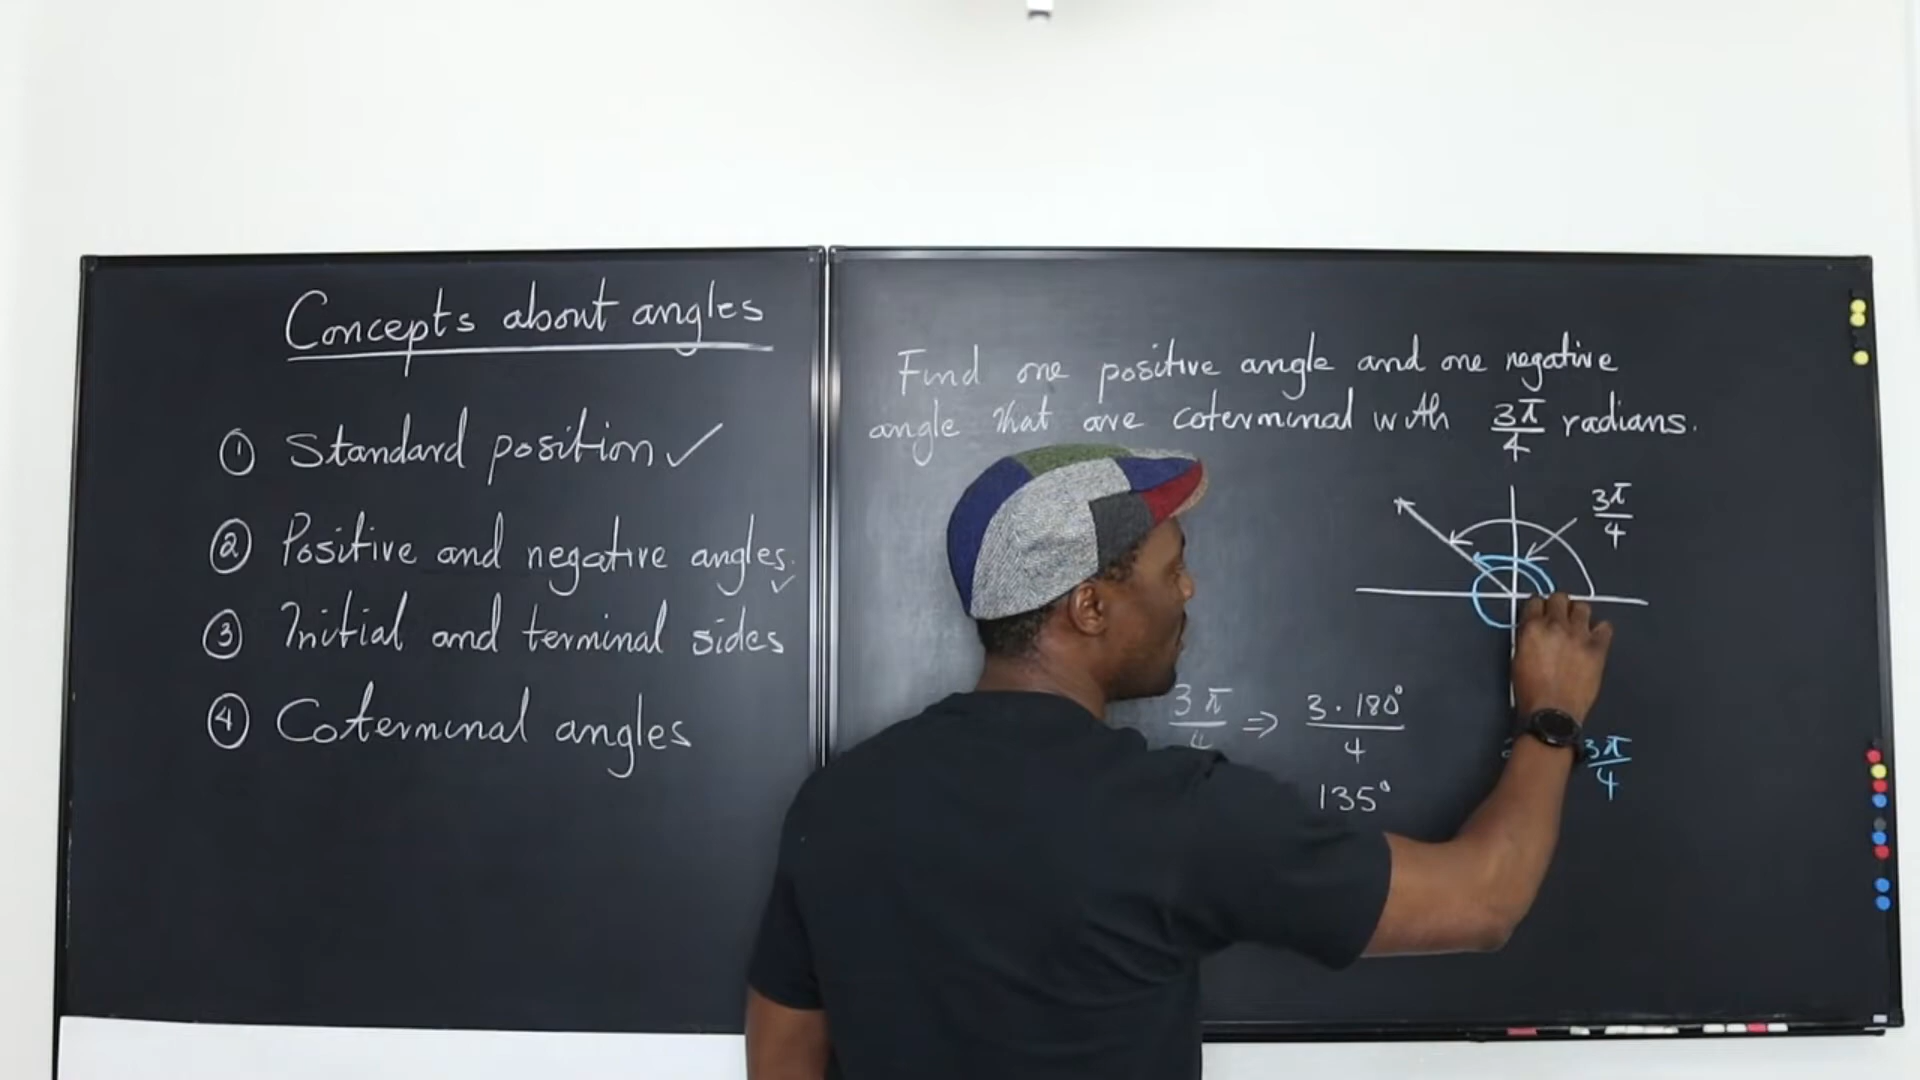 Concepts about angles
① Standard position ✓
② Positive and negative angles. ✓
③ Initial and terminal sides
④ Coterminal angles
Find one positive angle and one negative
angle that are coterminal with 3π/4 radians.
3π/4
3π/4 ⇒ 3 · 180°/4
135°
3π/4